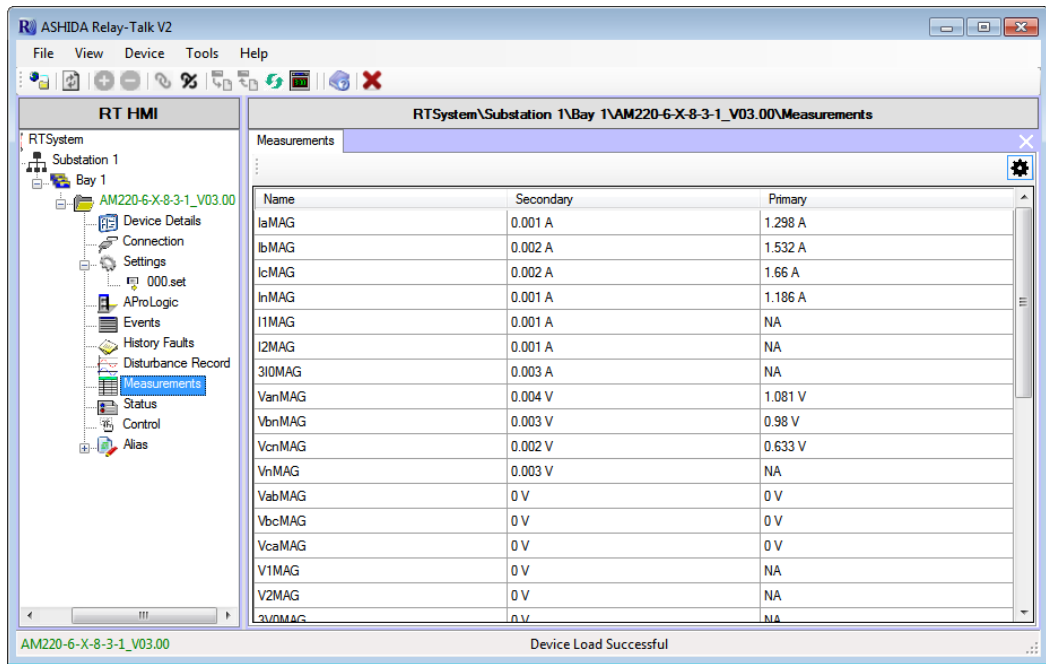 ASHIDA Relay-Talk V2
File View Device Tools Help
RT HMI
RTSystem
Substation 1
Bay 1
AM220-6-X-8-3-1_V03.00
Device Details
Connection
Settings
000.set
AProLogic
Events
History Faults
Disturbance Record
Measurements
Status
Control
Alias
RTSystem\Substation 1\Bay 1\AM220-6-X-8-3-1_V03.00\Measurements
Measurements
Name Secondary Primary
IaMAG 0.001 A 1.298 A
IbMAG 0.002 A 1.532 A
IcMAG 0.002 A 1.66 A
InMAG 0.001 A 1.186 A
I1MAG 0.001 A NA
I2MAG 0.001 A NA
3I0MAG 0.003 A NA
VanMAG 0.004 V 1.081 V
VbnMAG 0.003 V 0.98 V
VcnMAG 0.002 V 0.633 V
VnMAG 0.003 V NA
VabMAG 0 V 0 V
VbcMAG 0 V 0 V
VcaMAG 0 V 0 V
V1MAG 0 V NA
V2MAG 0 V NA
3V0MAG 0 V NA
AM220-6-X-8-3-1_V03.00
Device Load Successful